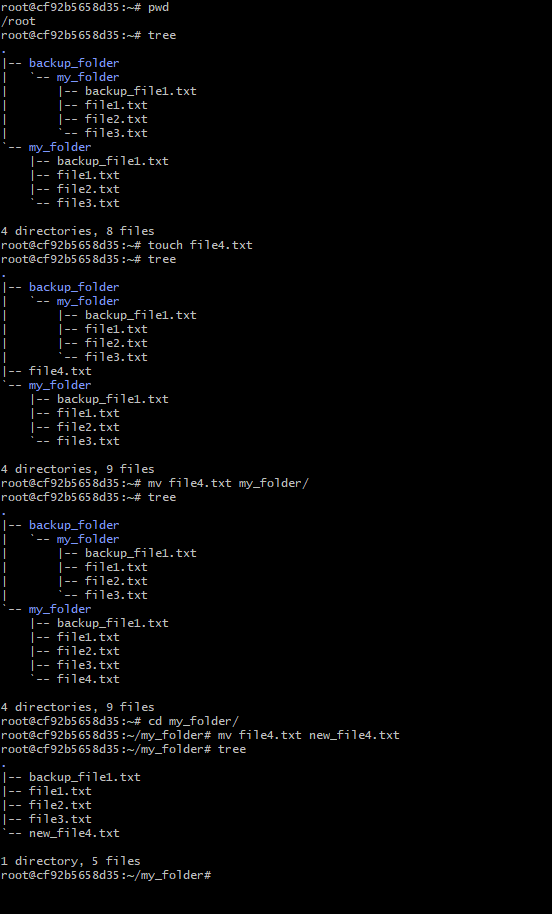 root@cf92b5658d35:~# pwd
/root
root@cf92b5658d35:~# tree
.
|-- backup_folder
|   `-- my_folder
|       |-- backup_file1.txt
|       |-- file1.txt
|       |-- file2.txt
|       `-- file3.txt
`-- my_folder
    |-- backup_file1.txt
    |-- file1.txt
    |-- file2.txt
    `-- file3.txt

4 directories, 8 files
root@cf92b5658d35:~# touch file4.txt
root@cf92b5658d35:~# tree
.
|-- backup_folder
|   `-- my_folder
|       |-- backup_file1.txt
|       |-- file1.txt
|       |-- file2.txt
|       `-- file3.txt
|-- file4.txt
`-- my_folder
    |-- backup_file1.txt
    |-- file1.txt
    |-- file2.txt
    `-- file3.txt

4 directories, 9 files
root@cf92b5658d35:~# mv file4.txt my_folder/
root@cf92b5658d35:~# tree
.
|-- backup_folder
|   `-- my_folder
|       |-- backup_file1.txt
|       |-- file1.txt
|       |-- file2.txt
|       `-- file3.txt
`-- my_folder
    |-- backup_file1.txt
    |-- file1.txt
    |-- file2.txt
    |-- file3.txt
    `-- file4.txt

4 directories, 9 files
root@cf92b5658d35:~# cd my_folder/
root@cf92b5658d35:~/my_folder# mv file4.txt new_file4.txt
root@cf92b5658d35:~/my_folder# tree
.
|-- backup_file1.txt
|-- file1.txt
|-- file2.txt
|-- file3.txt
`-- new_file4.txt

1 directory, 5 files
root@cf92b5658d35:~/my_folder#